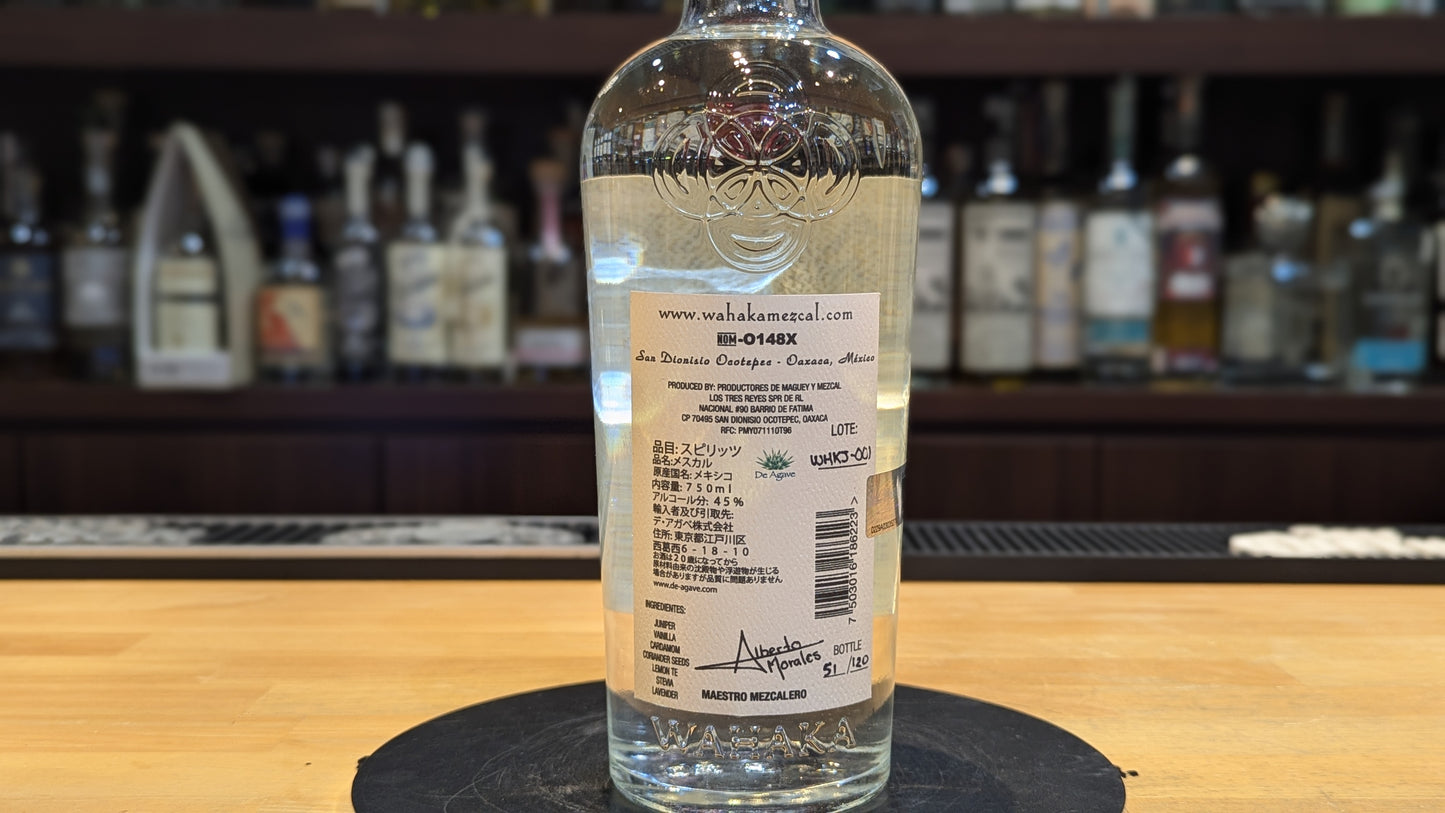 www.wahakamezcal.com
NOM-O148X
San Dionisio Ocotepec - Oaxaca, México
PRODUCED BY: PRODUCTORES DE MAGUEY Y MEZCAL
LOS TRES REYES SPR DE RL
NACIONAL #90 BARRIO DE FATIMA
CP 70495 SAN DIONISIO OCOTEPEC, OAXACA
RFC: PMY071110T96
LOTE:
WHKJ-001
品目: スピリッツ
品名:メスカル
原産国名: メキシコ
内容量: 750ml
アルコール分: 45%
輸入者及び引取先:
デ・アガベ株式会社
住所: 東京都江戸川区
西葛西6-18-10
お酒は20歳になってから
原材料由来の沈殿物や浮遊物が生じる
場合がありますが品質に問題ありません
www.de-agave.com
De Agave
7 503016 186223 >
INGREDIENTES:
JUNIPER
VAINILLA
CARDAMOM
CORIANDER SEEDS
LEMON TE
STEVIA
LAVENDER
Alberto
Morales
MAESTRO MEZCALERO
BOTTLE
51/120
WAHAKA